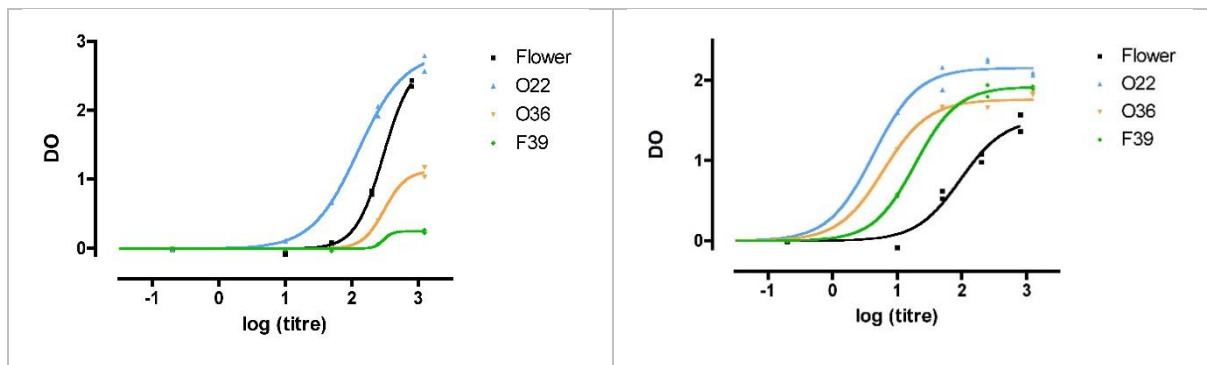 3
2
1
0
DO
-1 0 1 2 3
log (titre)
Flower
O22
O36
F39
2
1
0
DO
-1 0 1 2 3
log (titre)
Flower
O22
O36
F39